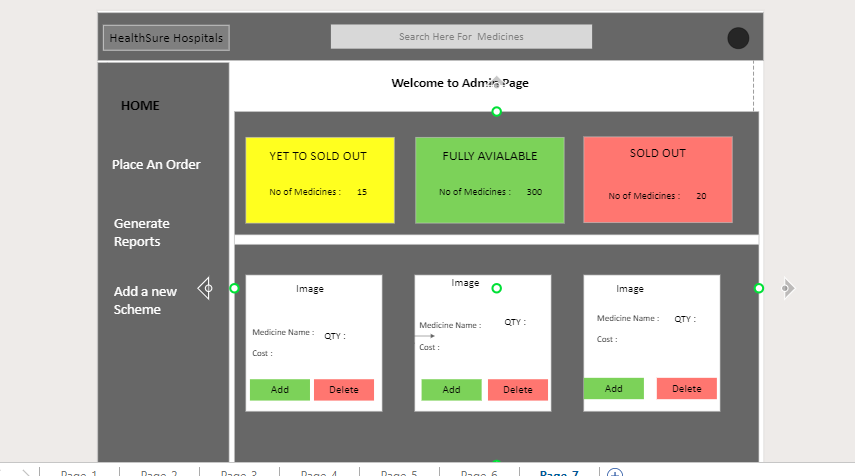 HealthSure Hospitals
Search Here For Medicines
Welcome to Admin Page
HOME
Place An Order
Generate
Reports
Add a new
Scheme
YET TO SOLD OUT
No of Medicines : 15
FULLY AVIALABLE
No of Medicines : 300
SOLD OUT
No of Medicines : 20
Image
Medicine Name :
QTY :
Cost :
Add
Delete
Image
Medicine Name :
QTY :
Cost :
Add
Delete
Image
Medicine Name :
QTY :
Cost :
Add
Delete
Page-1
Page-2
Page-3
Page-4
Page-5
Page-6
Page-7